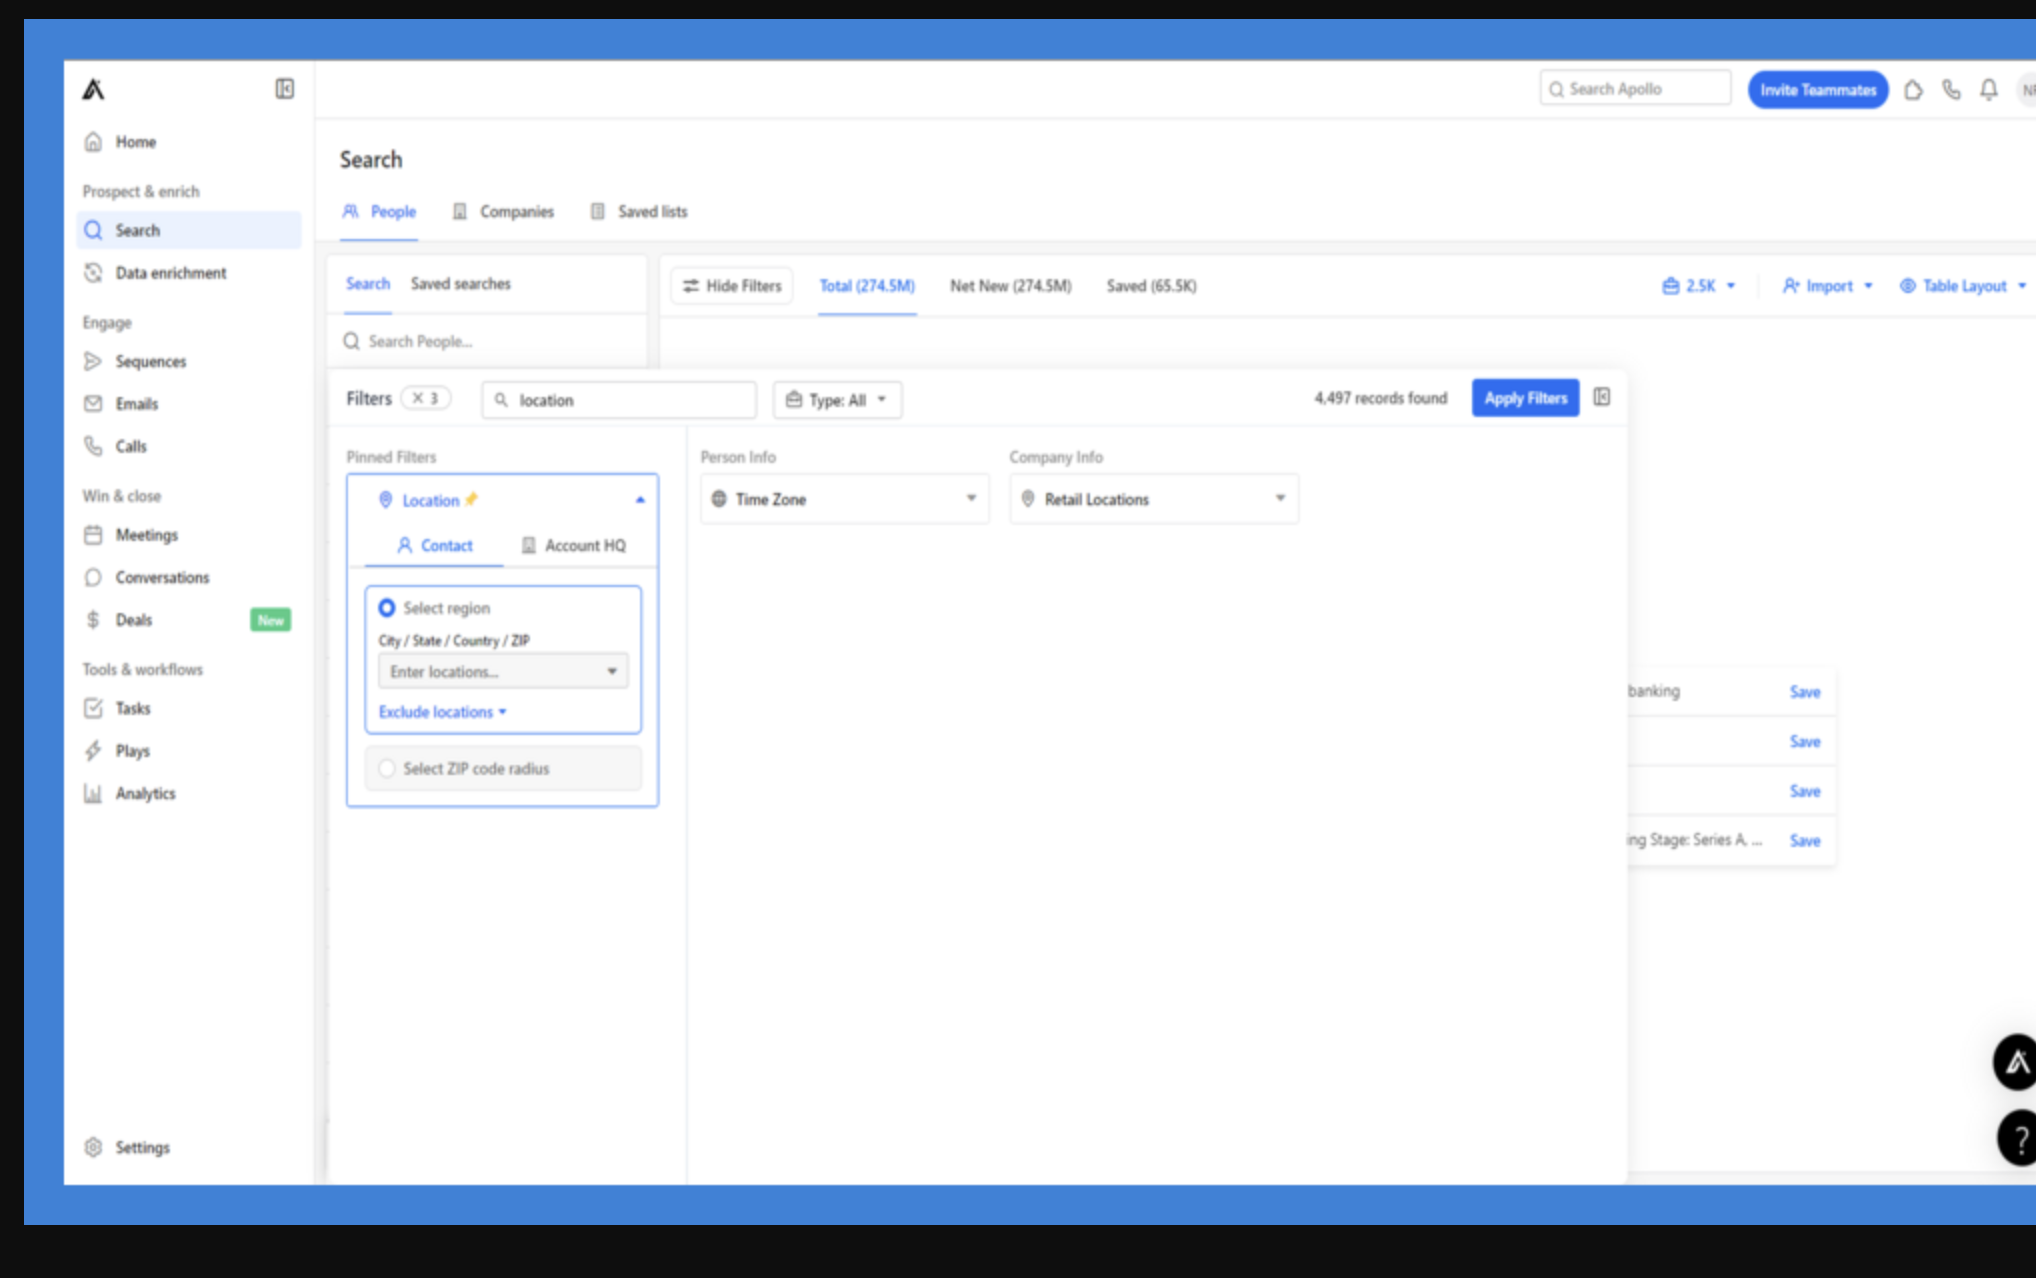 Search Apollo
Invite Teammates
Home
Prospect & enrich
Search
Data enrichment
Engage
Sequences
Emails
Calls
Win & close
Meetings
Conversations
Deals New
Tools & workflows
Tasks
Plays
Analytics
Settings
Search
People Companies Saved lists
Search Saved searches
Search People...
Hide Filters Total (274.5M) Net New (274.5M) Saved (65.5K) 2.5K Import Table Layout
Filters × 3 location Type: All 4,497 records found Apply Filters
Pinned Filters
Location
Contact Account HQ
Select region
City / State / Country / ZIP
Enter locations...
Exclude locations
Select ZIP code radius
Person Info
Time Zone
Company Info
Retail Locations
banking Save
Save
Save
Stage: Series A, ... Save
?